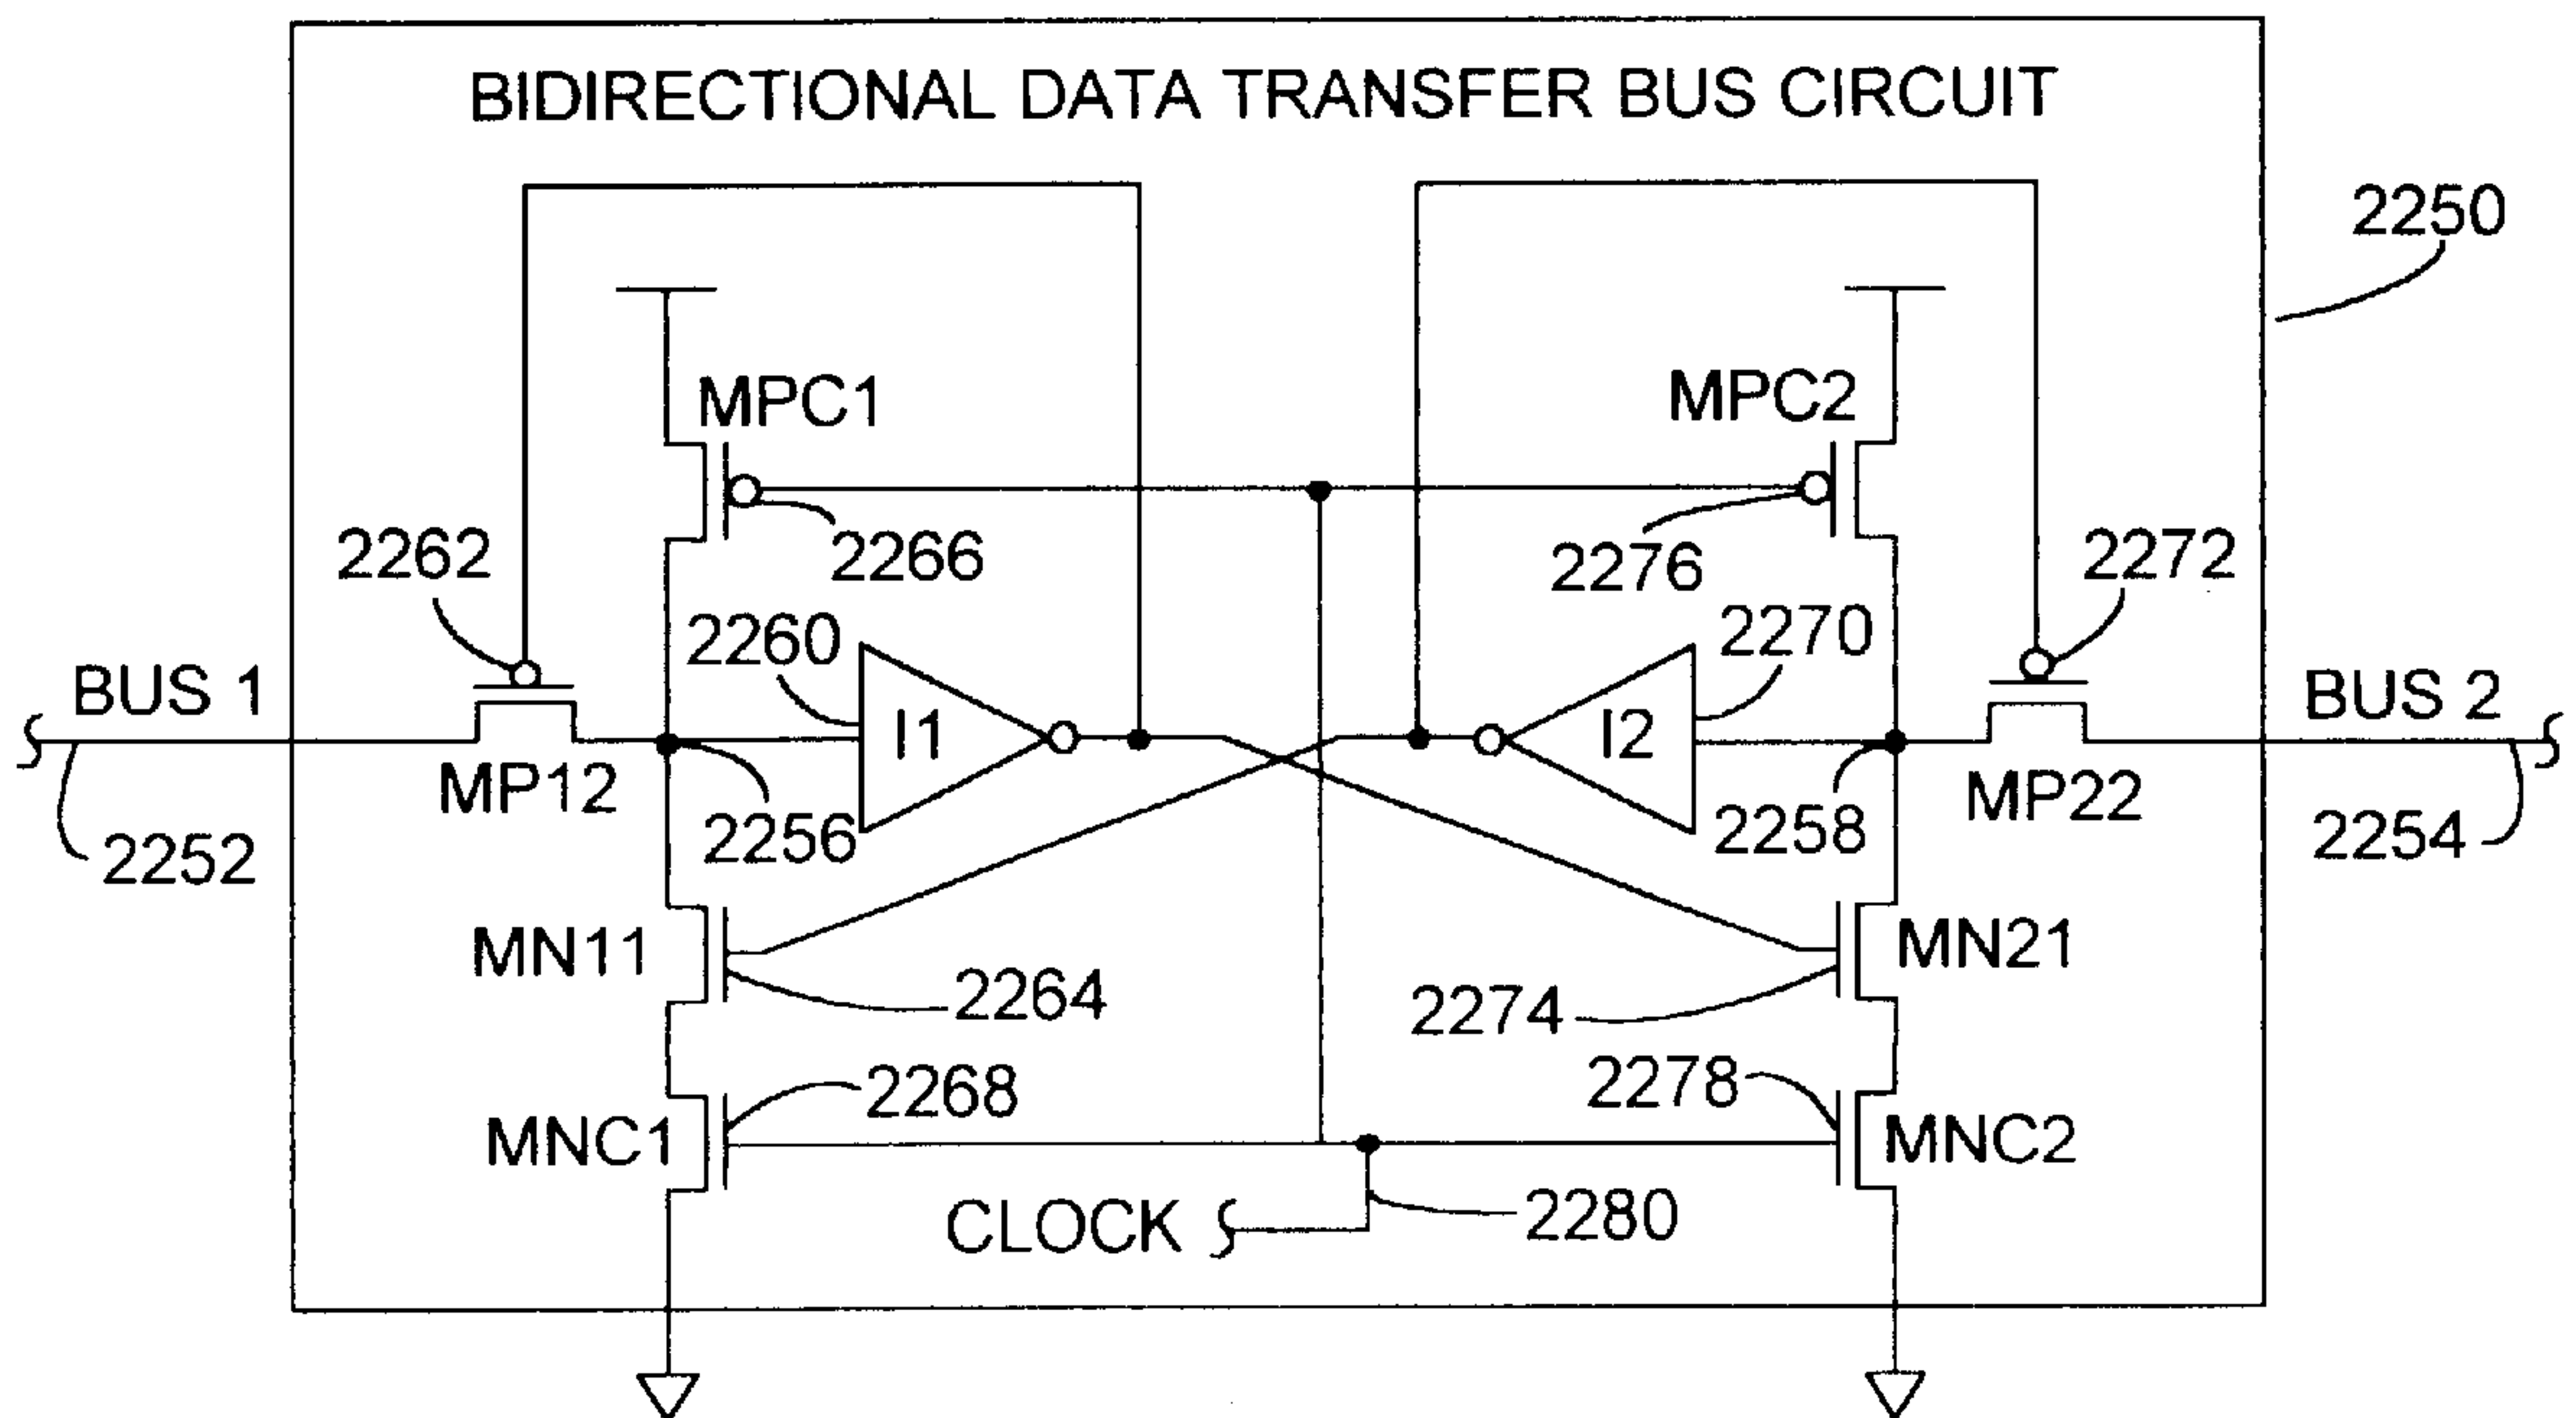 BIDIRECTIONAL DATA TRANSFER BUS CIRCUIT
2250
MPC1
MPC2
2262
2266
2276
2272
2260
2270
BUS 1
I1
I2
BUS 2
MP12
2256
2258
MP22
2252
2254
MN11
MN21
2264
2274
MNC1
2268
2278
MNC2
CLOCK
2280